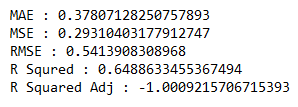 MAE : 0.37807128250757893
MSE : 0.29310403177912747
RMSE : 0.5413908308968
R Squred : 0.6488633455367494
R Squared Adj : -1.0009215706715393